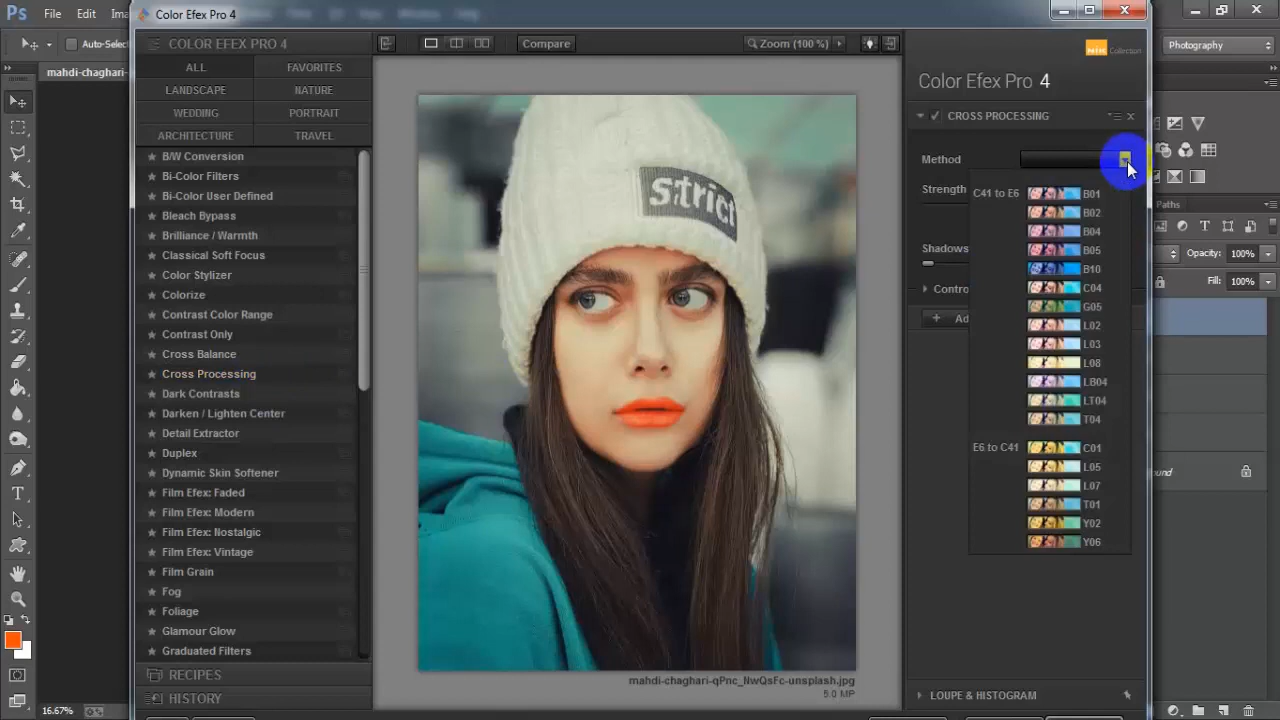 Ps File Edit
Color Efex Pro 4
Auto-Selec
Photography
mahdi-chaghari-
COLOR EFEX PRO 4
Compare
Zoom (100 %)
Nik Collection
ALL FAVORITES
LANDSCAPE NATURE
WEDDING PORTRAIT
ARCHITECTURE TRAVEL
B/W Conversion
Bi-Color Filters
Bi-Color User Defined
Bleach Bypass
Brilliance / Warmth
Classical Soft Focus
Color Stylizer
Colorize
Contrast Color Range
Contrast Only
Cross Balance
Cross Processing
Dark Contrasts
Darken / Lighten Center
Detail Extractor
Duplex
Dynamic Skin Softener
Film Efex: Faded
Film Efex: Modern
Film Efex: Nostalgic
Film Efex: Vintage
Film Grain
Fog
Foliage
Glamour Glow
Graduated Filters
RECIPES
HISTORY
16.67%
strict
mahdi-chaghari-qPnc_NwQsFc-unsplash.jpg
5.0 MP
Color Efex Pro 4
CROSS PROCESSING
Method
Strength
Shadows
Contro
Ad
C41 to E6 B01
B02
B04
B05
B10
C04
G05
L02
L03
L08
LB04
LT04
T04
E6 to C41 C01
L05
L07
T01
Y02
Y06
LOUPE & HISTOGRAM
Paths
Opacity: 100%
Fill: 100%
ound